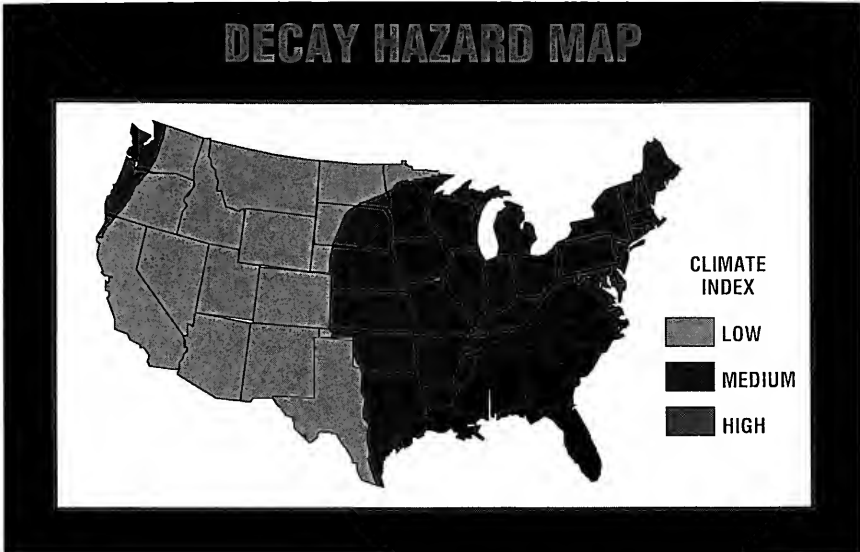 DECAY HAZARD MAP
CLIMATE
INDEX
LOW
MEDIUM
HIGH